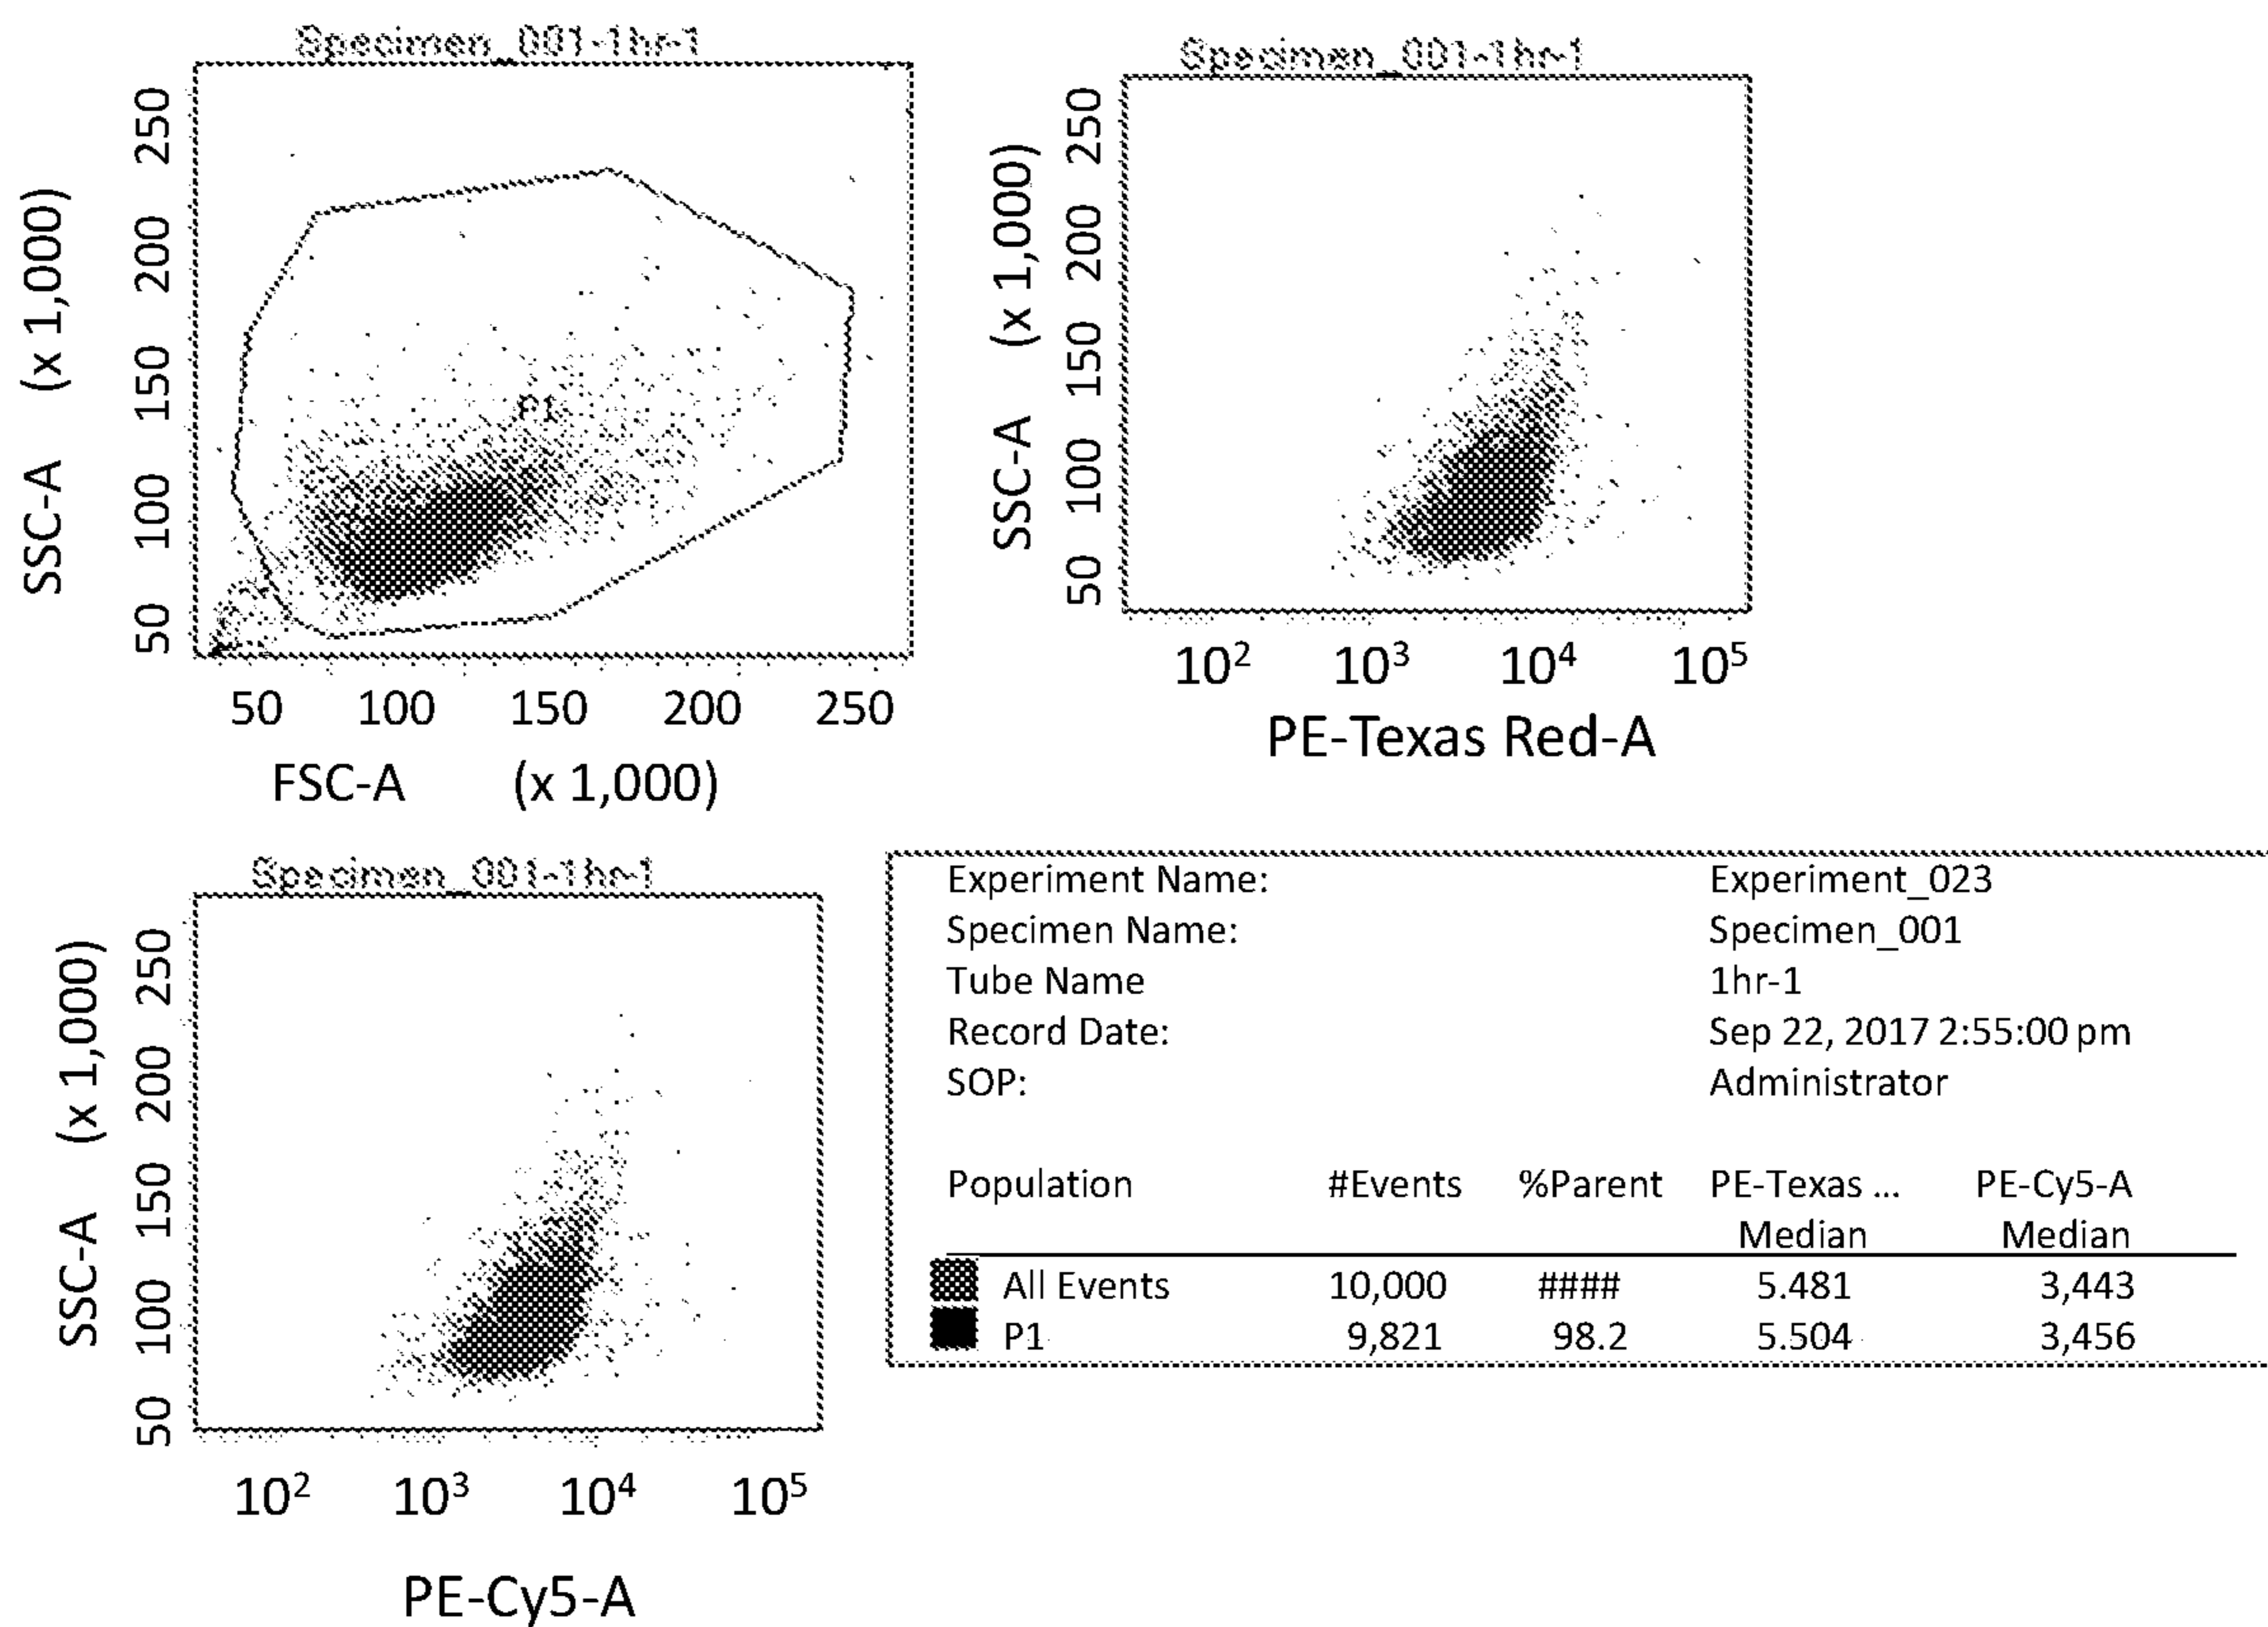 Specimen_001-1hr-1
250
200
150
100
50
SSC-A (x 1,000)
P1
50 100 150 200 250
FSC-A (x 1,000)
Specimen_001-1hr-1
250
200
150
100
50
SSC-A (x 1,000)
10² 10³ 10⁴ 10⁵
PE-Texas Red-A
Specimen_001-1hr-1
250
200
150
100
50
SSC-A (x 1,000)
10² 10³ 10⁴ 10⁵
PE-Cy5-A
Experiment Name: Experiment_023
Specimen Name: Specimen_001
Tube Name 1hr-1
Record Date: Sep 22, 2017 2:55:00 pm
SOP: Administrator
Population #Events %Parent PE-Texas ... PE-Cy5-A
Median Median
All Events 10,000 #### 5.481 3,443
P1 9,821 98.2 5.504 3,456